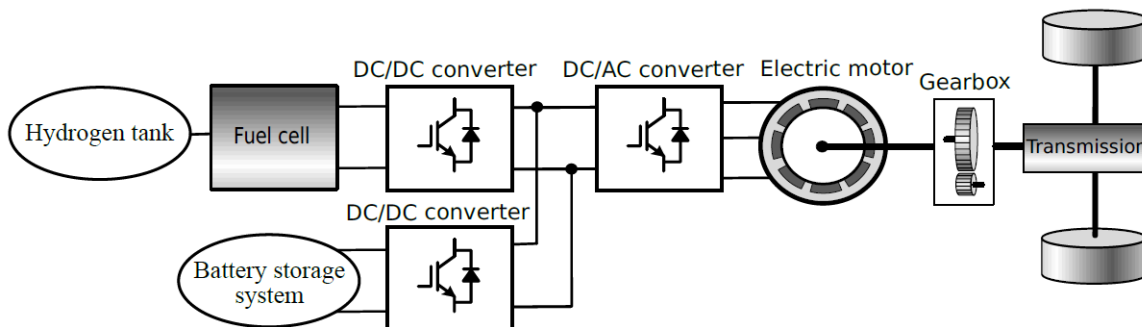 DC/DC converter
DC/AC converter
Electric motor
Gearbox
Hydrogen tank
Fuel cell
Transmission
DC/DC converter
Battery storage
system